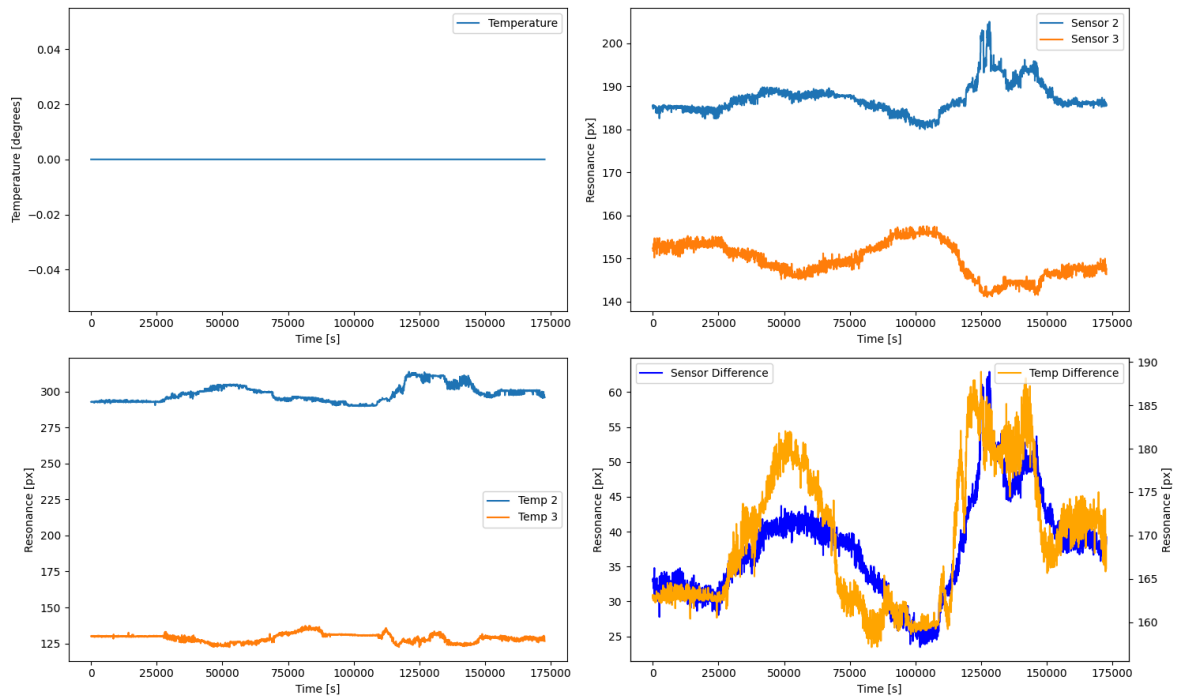 Temperature
0.04
0.02
0.00
−0.02
−0.04
Temperature [degrees]
0 25000 50000 75000 100000 125000 150000 175000
Time [s]
Sensor 2
Sensor 3
200
190
180
170
160
150
140
Resonance [px]
0 25000 50000 75000 100000 125000 150000 175000
Time [s]
300
275
250
225
200
175
150
125
Resonance [px]
Temp 2
Temp 3
0 25000 50000 75000 100000 125000 150000 175000
Time [s]
Sensor Difference
Temp Difference
60
55
50
45
40
35
30
25
Resonance [px]
190
185
180
175
170
165
160
Resonance [px]
0 25000 50000 75000 100000 125000 150000 175000
Time [s]